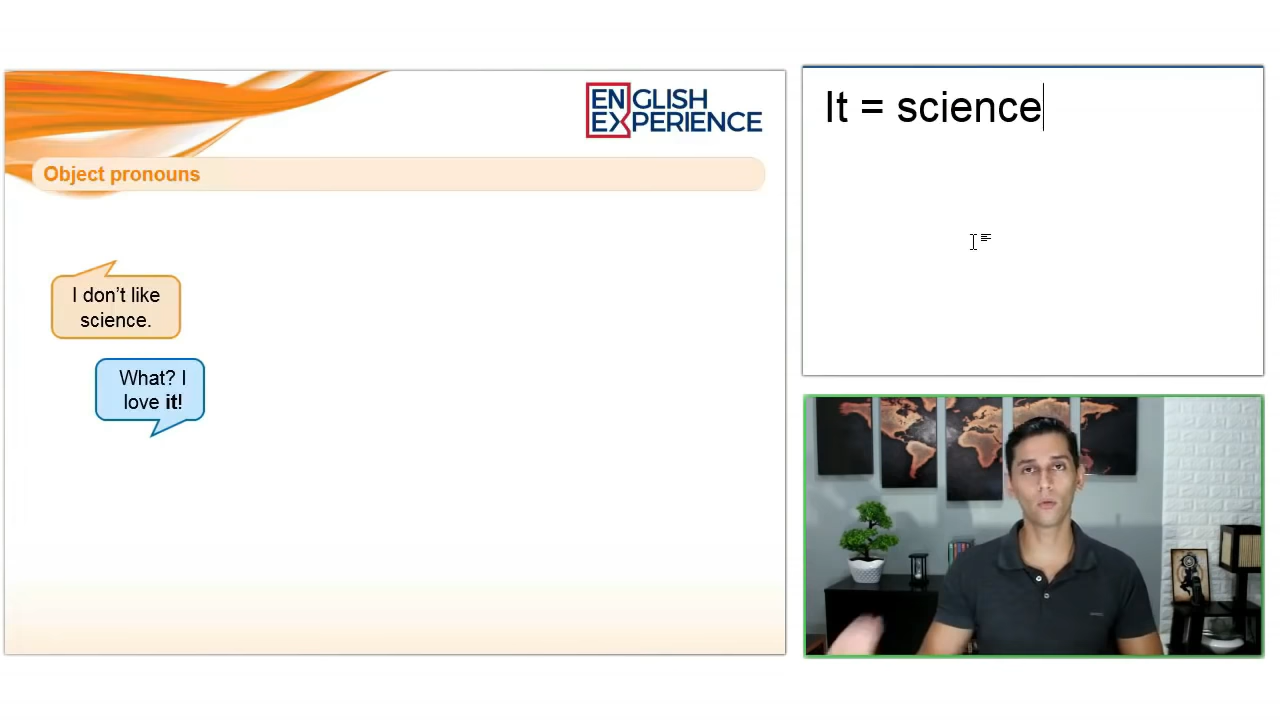 ENGLISH
EXPERIENCE
Object pronouns
I don't like
science.
What? I
love it!
It = science